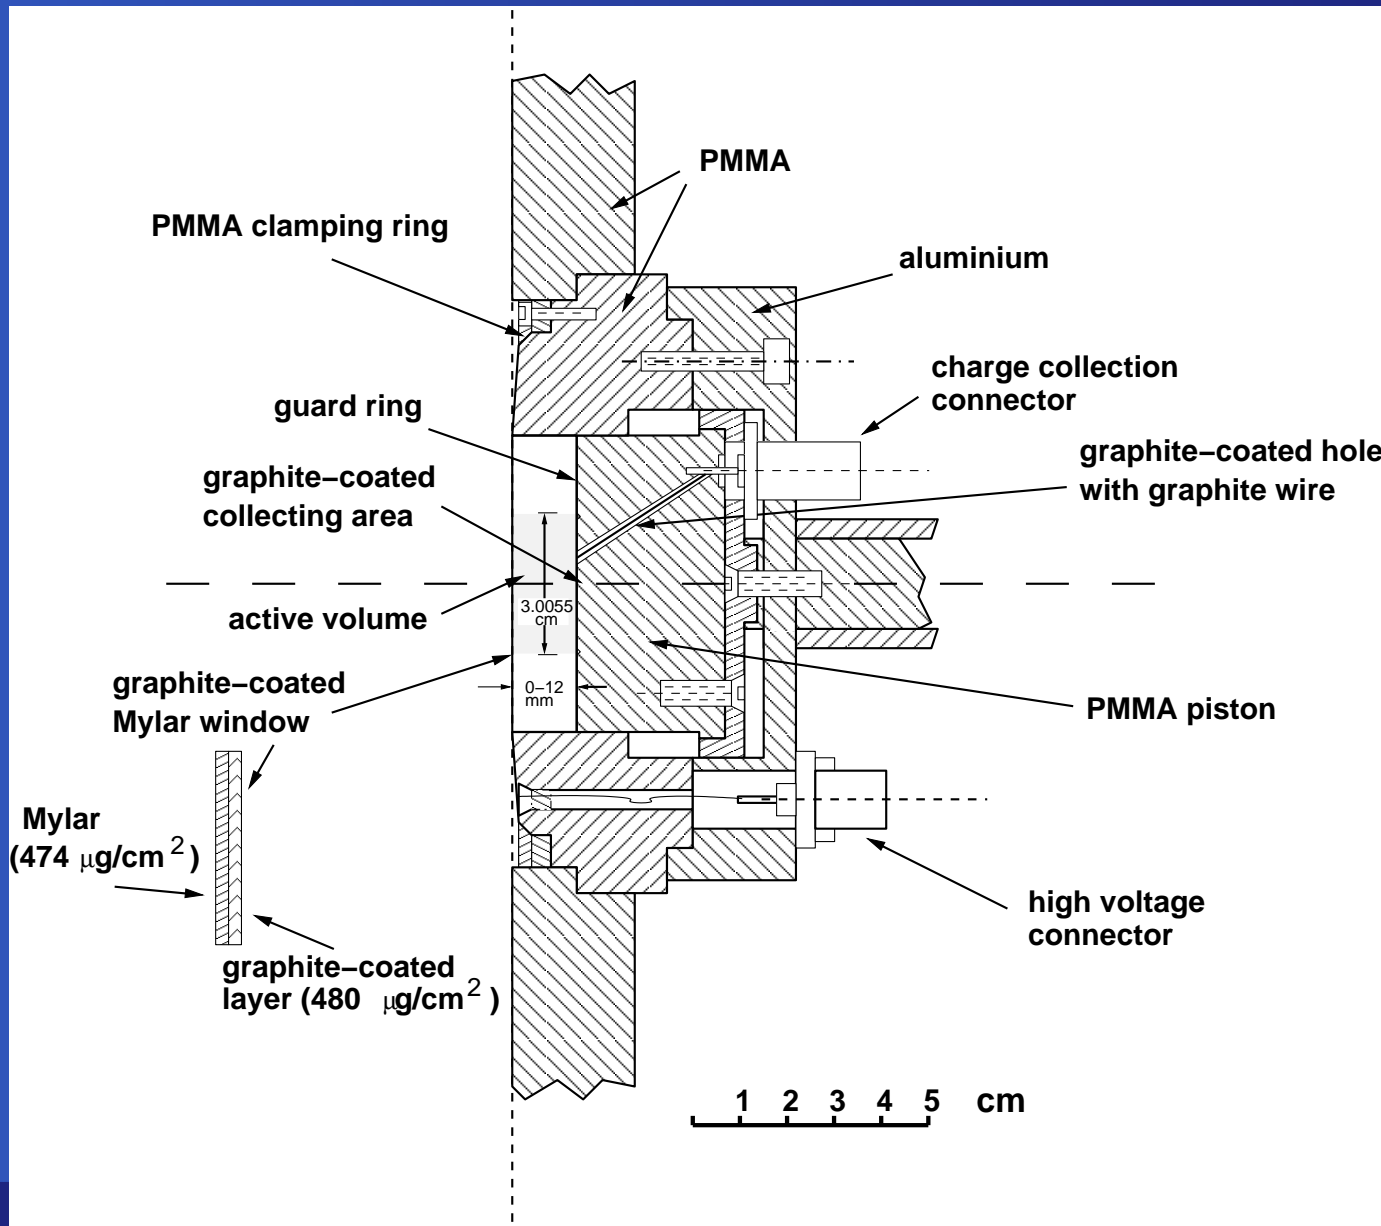 PMMA
PMMA clamping ring
aluminium
charge collection
connector
guard ring
graphite−coated hole
with graphite wire
graphite−coated
collecting area
active volume
3.0055
cm
graphite−coated
Mylar window
0−12
mm
PMMA piston
Mylar
(474 μg/cm²)
high voltage
connector
graphite−coated
layer (480 μg/cm²)
1 2 3 4 5 cm